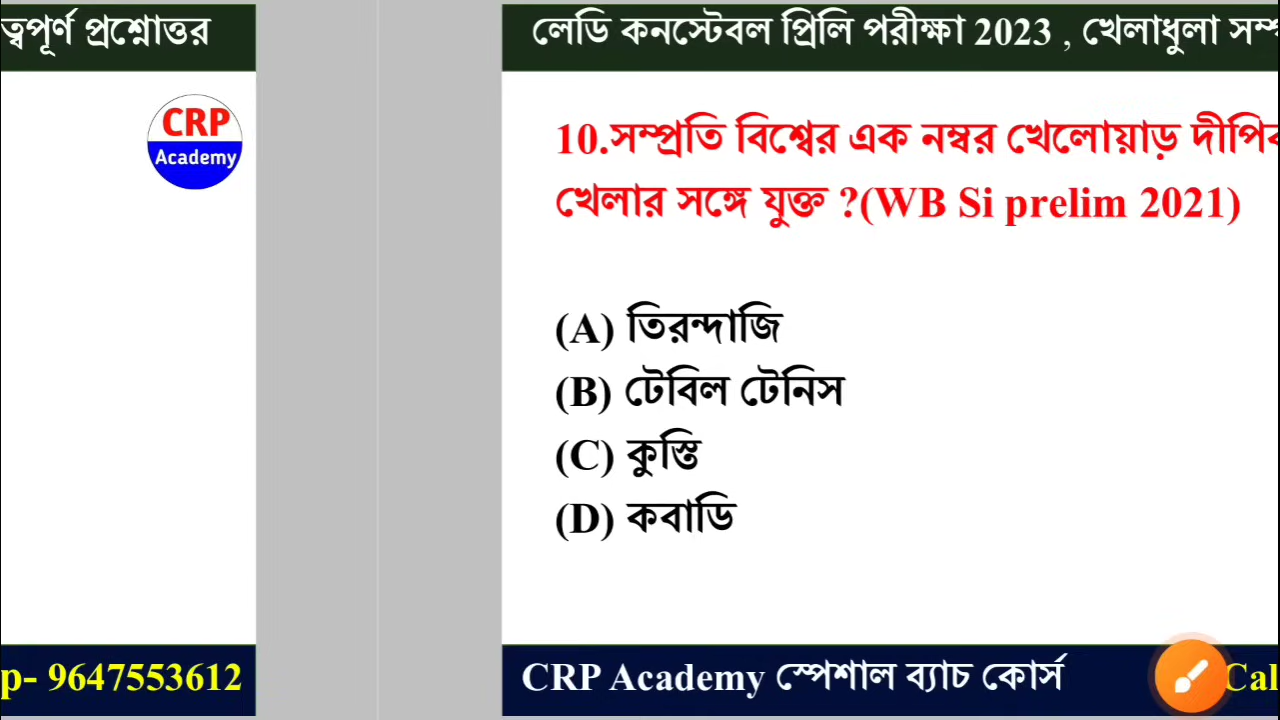 ত্বপূর্ণ প্রশ্নোত্তর
CRP
Academy
p- 9647553612
লেডি কনস্টেবল প্রিলি পরীক্ষা 2023 , খেলাধুলা
10.সম্প্রতি বিশ্বের এক নম্বর খেলোয়াড়
খেলার সঙ্গে যুক্ত ?(WB Si prelim 2021)
(A) তিরন্দাজি
(B) টেবিল টেনিস
(C) কুস্তি
(D) কবাডি
CRP Academy স্পেশাল ব্যাচ কোর্স
Cal